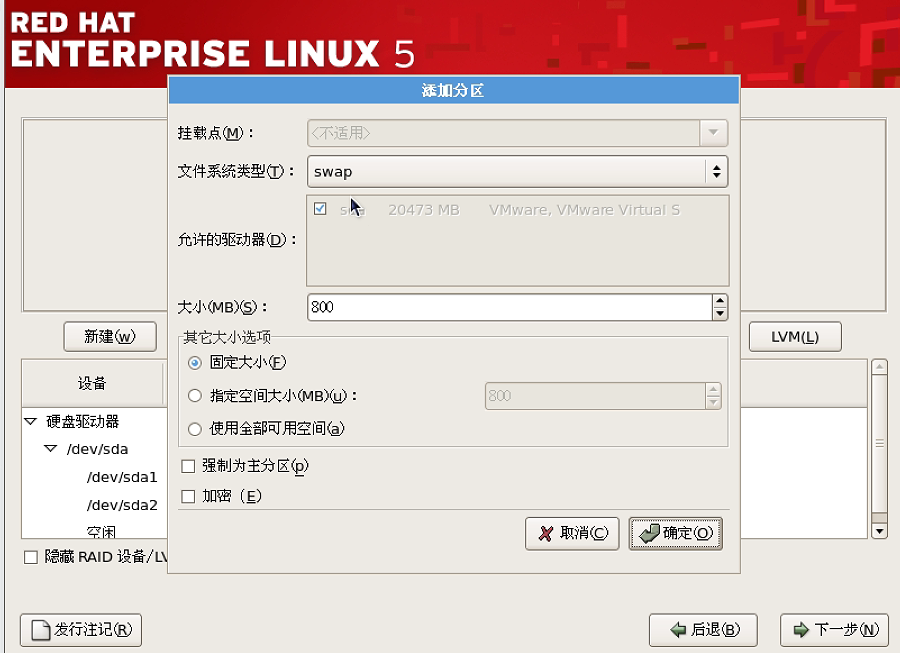 RED HAT
ENTERPRISE LINUX 5
添加分区
挂载点(M)：
<不适用>
文件系统类型(T)：
swap
允许的驱动器(D)：
20473 MB VMware, VMware Virtual S
大小(MB)(S)：
800
其它大小选项
固定大小(F)
指定空间大小(MB)(u)：
800
使用全部可用空间(a)
强制为主分区(p)
加密（E)
取消(C)
确定(O)
新建(w)
LVM(L)
设备
硬盘驱动器
/dev/sda
/dev/sda1
/dev/sda2
空闲
隐藏 RAID 设备/LV
发行注记(R)
后退(B)
下一步(N)